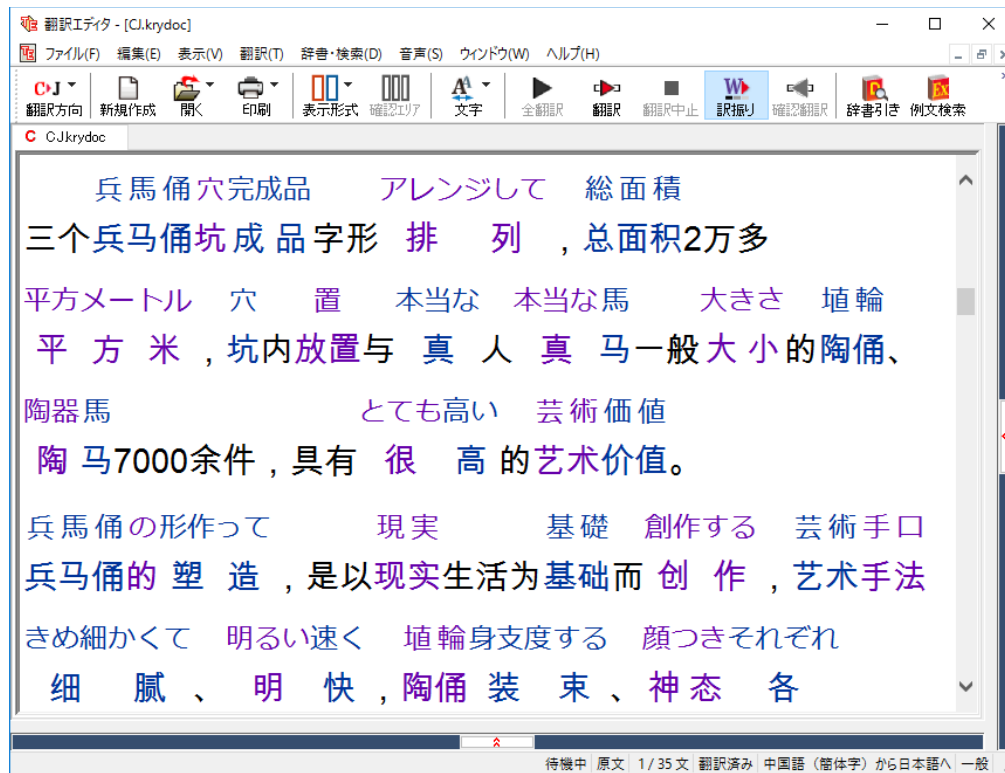 翻訳エディタ - [CJ.krydoc]
ファイル(F) 編集(E) 表示(V) 翻訳(T) 辞書・検索(D) 音声(S) ウィンドウ(W) ヘルプ(H)
翻訳方向 新規作成 開く 印刷 表示形式 確認エリア 文字 全翻訳 翻訳 翻訳中止 訳振り 確認翻訳 辞書引き 例文検索
C CJ.krydoc
兵馬俑穴完成品 アレンジして 総面積
三个兵马俑坑成品字形排列，总面积2万多
平方メートル 穴 置 本当な 本当な馬 大きさ 埴輪
平方米，坑内放置与真人真马一般大小的陶俑、
陶器馬 とても高い 芸術価値
陶马7000余件，具有很高的艺术价值。
兵馬俑の形作って 現実 基礎 創作する 芸術手口
兵马俑的塑造，是以现实生活为基础而创作，艺术手法
きめ細かくて 明るい速く 埴輪身支度する 顔つきそれぞれ
细腻、明快，陶俑装束、神态各
待機中 原文 1/35文 翻訳済み 中国語（簡体字）から日本語へ 一般